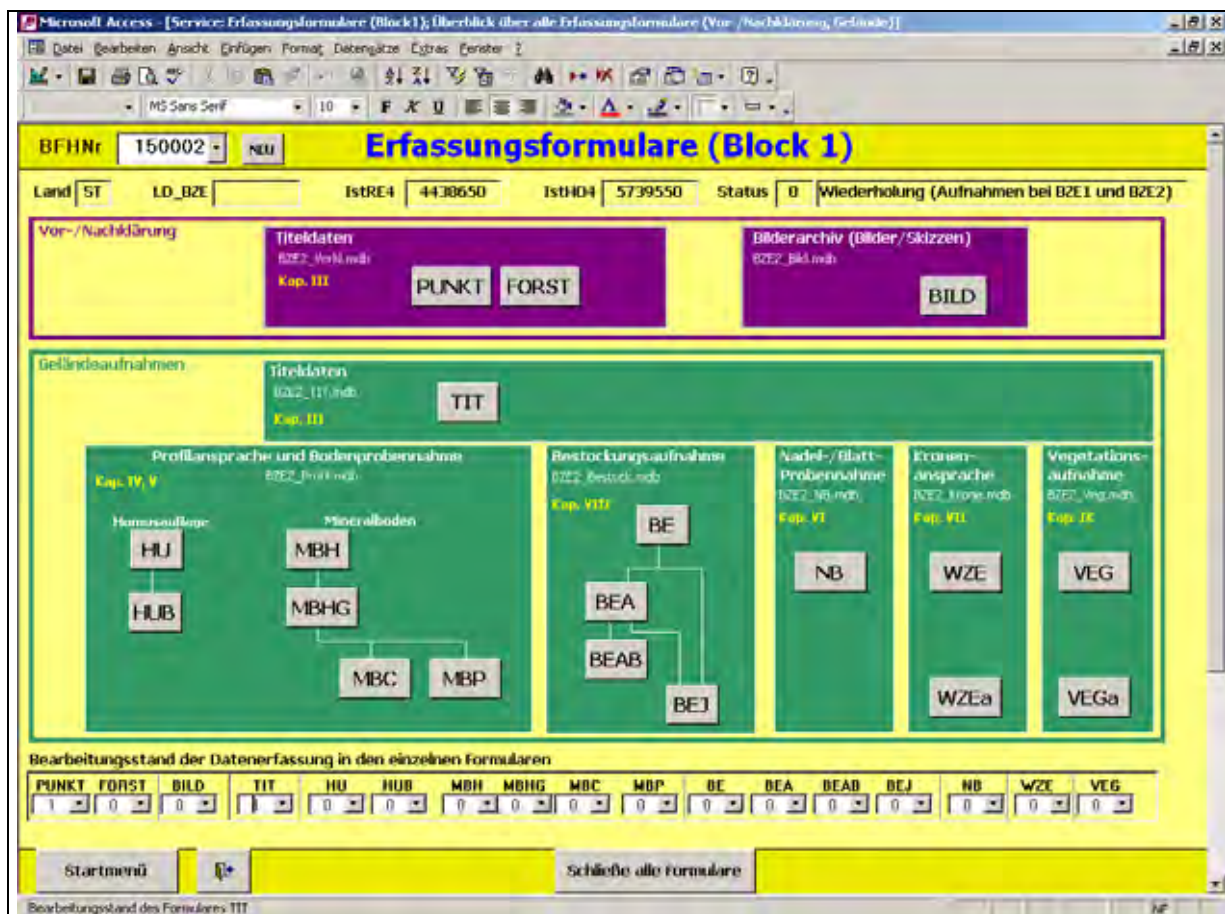 Microsoft Access - [Service: Erfassungsformulare (Block1); Überblick über alle Erfassungsformulare (Vor-/Nachklärung, Gelände)]
Datei Bearbeiten Ansicht Einfügen Format Datensätze Extras Fenster ?
MS Sans Serif 10 F K U
BFHNr 150002 NEU Erfassungsformulare (Block 1)
Land ST LD_BZE IstRE4 4438650 IstHO4 5739550 Status 0 Wiederholung (Aufnahmen bei BZE1 und BZE2)
Vor-/Nachklärung
Titeldaten Bilderarchiv (Bilder/Skizzen)
BZE2_Vorkl.mdb BZE2_Bild.mdb
Kap. III
PUNKT FORST BILD
Geländeaufnahmen
Titeldaten
BZE2_TIT.mdb
Kap. III
TIT
Profilansprache und Bodenprobennahme
BZE2_Profil.mdb
Kap. IV, V
Humusauflage Mineralboden
HU MBH
HUB MBHG
MBC MBP
Bestockungsaufnahme
BZE2_Bestock.mdb
Kap. VIII
BE
BEA
BEAB
BEJ
Nadel-/Blatt-
Probennahme
BZE2_NB.mdb
Kap. VI
NB
Kronen-
ansprache
BZE2_Krone.mdb
Kap. VII
WZE
WZEa
Vegetations-
aufnahme
BZE2_Veg.mdb
Kap. IX
VEG
VEGa
Bearbeitungsstand der Datenerfassung in den einzelnen Formularen
PUNKT FORST BILD TIT HU HUB MBH MBHG MBC MBP BE BEA BEAB BEJ NB WZE VEG
1 0 0 0 0 0 0 0 0 0 0 0 0 0 0 0
Startmenü Schließe alle Formulare
Bearbeitungsstand des Formulares TIT NF